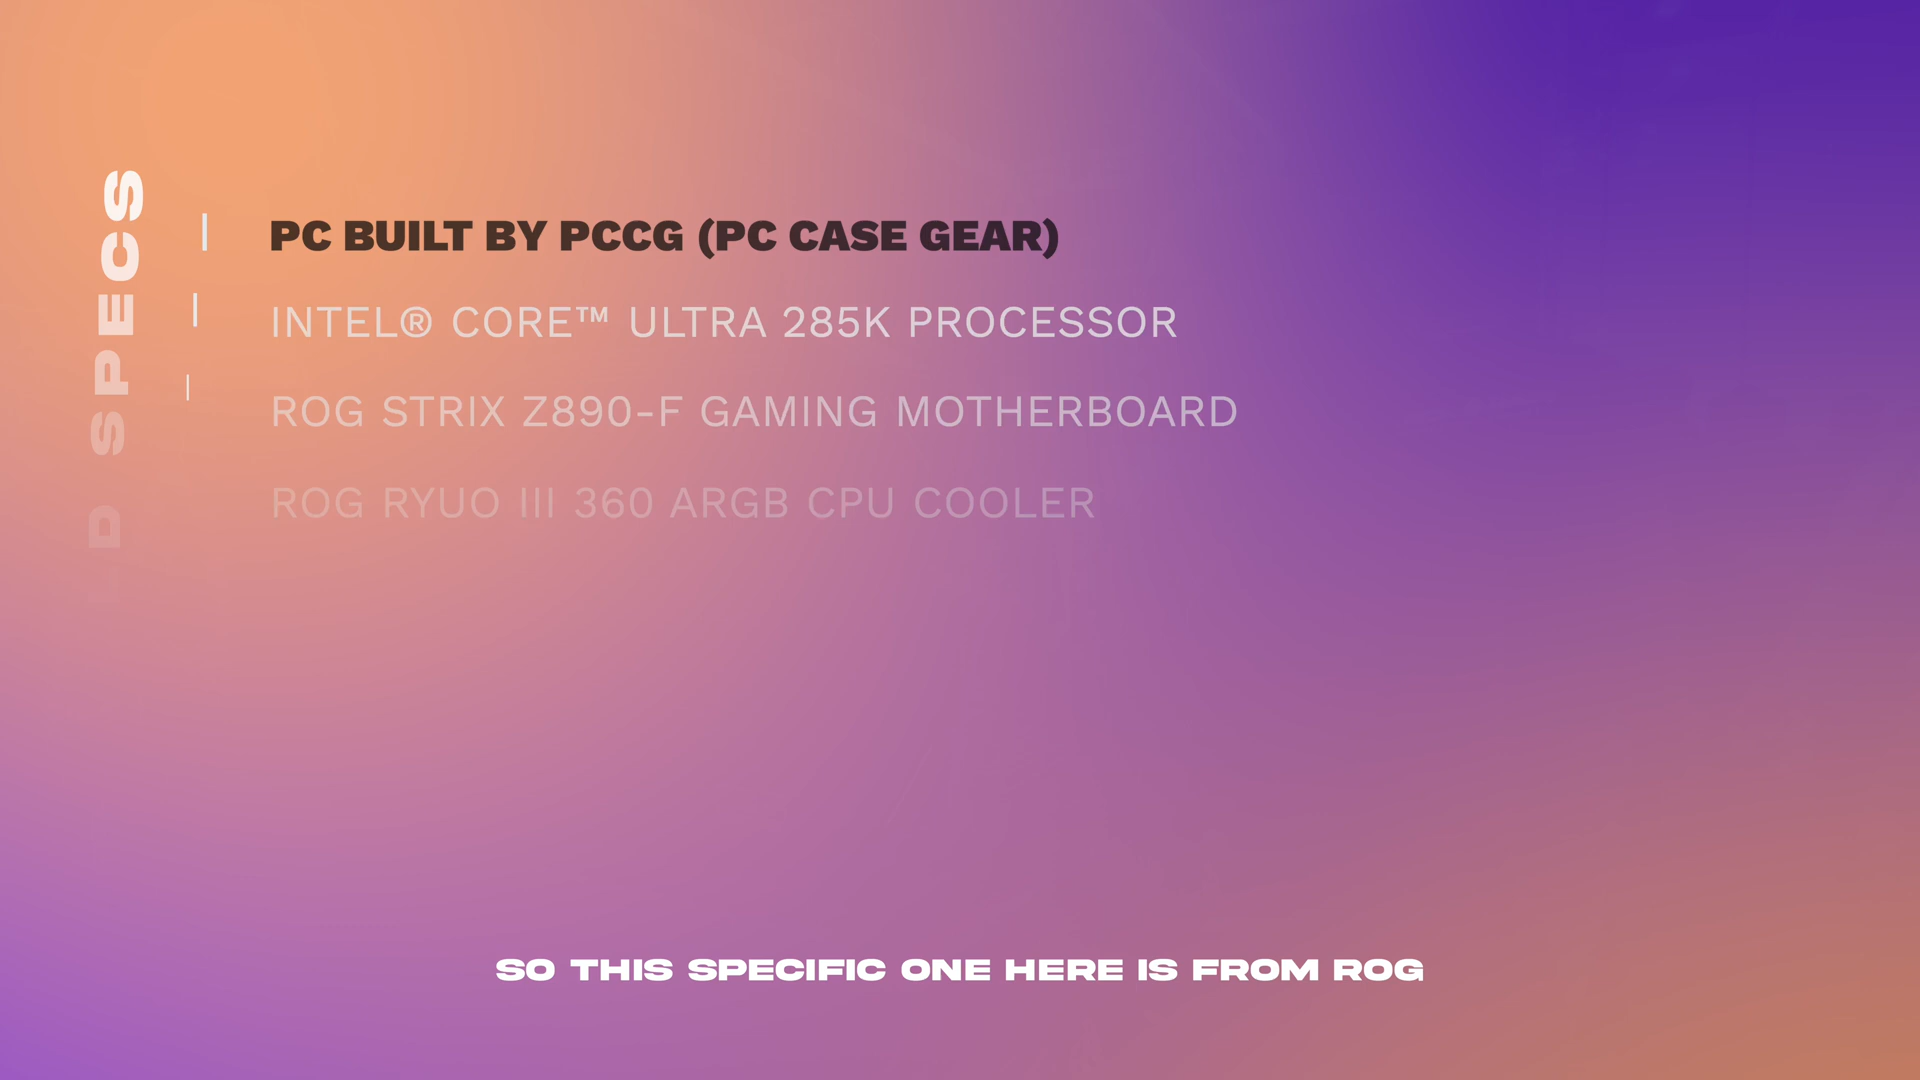 D SPECS
PC BUILT BY PCCG (PC CASE GEAR)
INTEL® CORE™ ULTRA 285K PROCESSOR
ROG STRIX Z890-F GAMING MOTHERBOARD
ROG RYUO III 360 ARGB CPU COOLER
SO THIS SPECIFIC ONE HERE IS FROM ROG